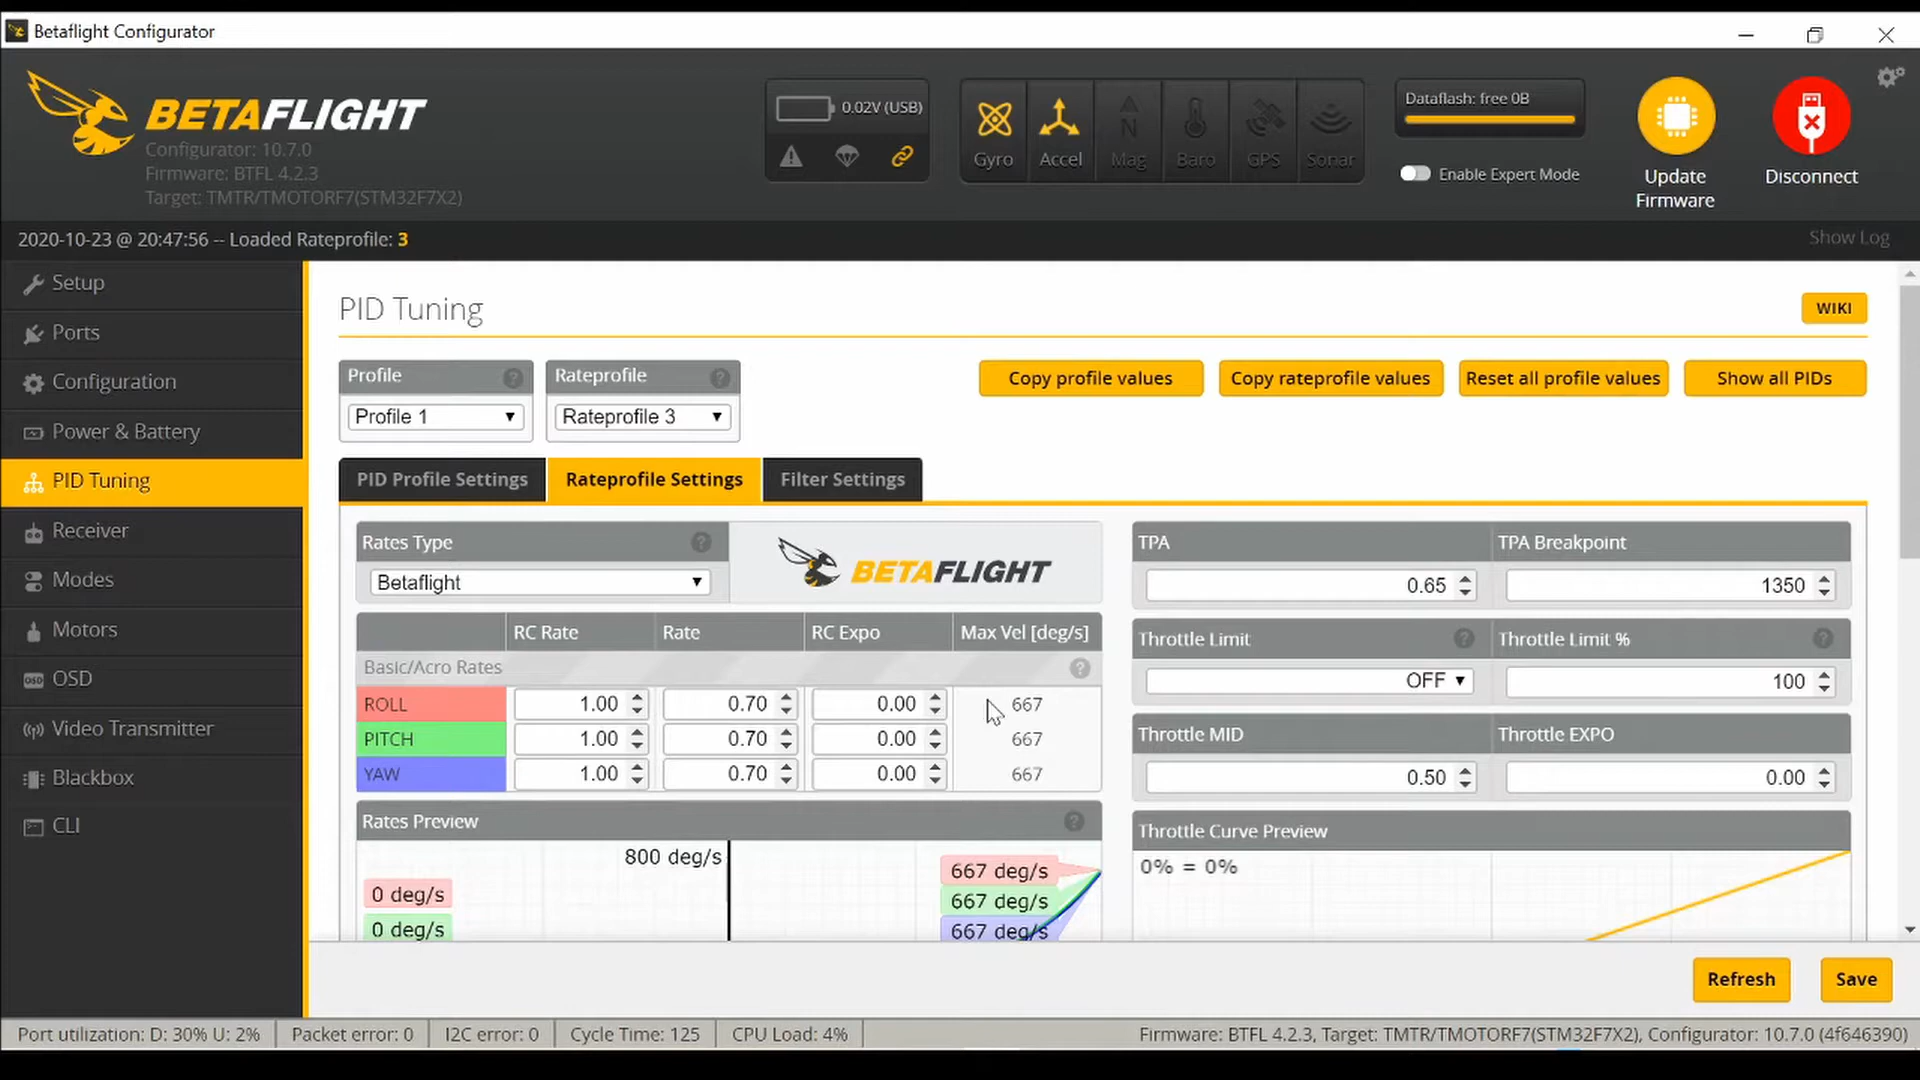 Betaflight Configurator
BETAFLIGHT
Configurator: 10.7.0
Firmware: BTFL 4.2.3
Target: TMTR/TMOTORF7(STM32F7X2)
0.02V (USB)
Gyro
Accel
Mag
Baro
GPS
Sonar
Dataflash: free 0B
Enable Expert Mode
Update
Firmware
Disconnect
2020-10-23 @ 20:47:56 -- Loaded Rateprofile: 3
Show Log
Setup
Ports
Configuration
Power & Battery
PID Tuning
Receiver
Modes
Motors
OSD
OSD
Video Transmitter
Blackbox
CLI
PID Tuning
WIKI
Profile ?
Profile 1
Rateprofile ?
Rateprofile 3
Copy profile values
Copy rateprofile values
Reset all profile values
Show all PIDs
PID Profile Settings
Rateprofile Settings
Filter Settings
Rates Type ?
Betaflight
BETAFLIGHT
RC Rate Rate RC Expo Max Vel [deg/s]
Basic/Acro Rates ?
ROLL 1.00 0.70 0.00 667
PITCH 1.00 0.70 0.00 667
YAW 1.00 0.70 0.00 667
Rates Preview ?
800 deg/s
0 deg/s
0 deg/s
667 deg/s
667 deg/s
667 deg/s
TPA TPA Breakpoint
0.65 1350
Throttle Limit ? Throttle Limit % ?
OFF 100
Throttle MID Throttle EXPO
0.50 0.00
Throttle Curve Preview
0% = 0%
Refresh
Save
Port utilization: D: 30% U: 2%
Packet error: 0
I2C error: 0
Cycle Time: 125
CPU Load: 4%
Firmware: BTFL 4.2.3, Target: TMTR/TMOTORF7(STM32F7X2), Configurator: 10.7.0 (4f646390)